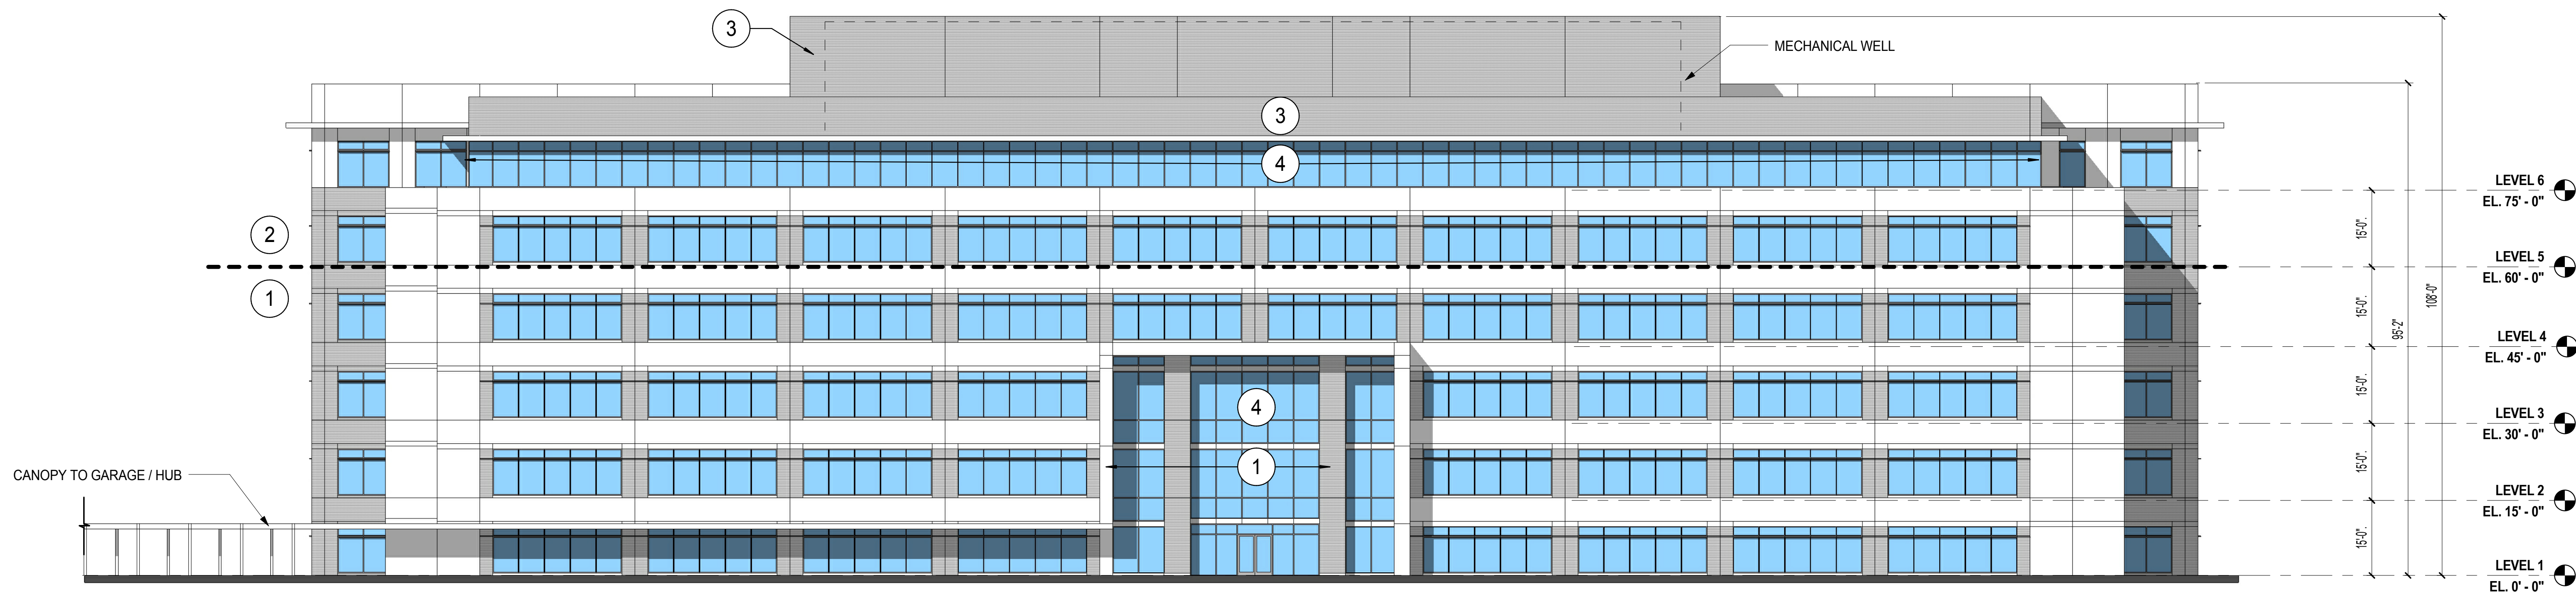 3
MECHANICAL WELL
3
4
LEVEL 6
EL. 75' - 0"
15'-0".
2
LEVEL 5
EL. 60' - 0"
1
108'-0"
15'-0".
95'-2"
LEVEL 4
EL. 45' - 0"
15'-0".
4
LEVEL 3
EL. 30' - 0"
15'-0".
1
CANOPY TO GARAGE / HUB
LEVEL 2
EL. 15' - 0"
15'-0".
LEVEL 1
EL. 0' - 0"